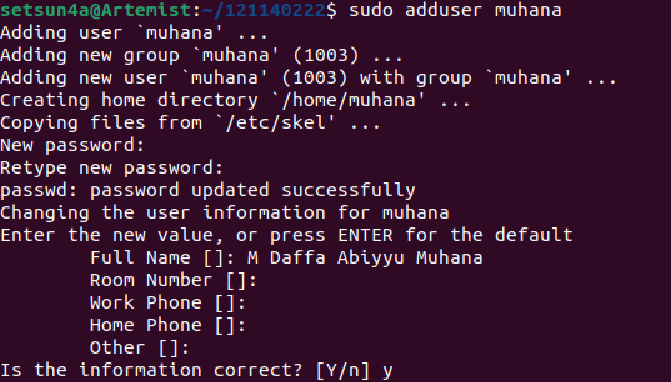 setsun4a@Artemist:~/121140222$ sudo adduser muhana
Adding user `muhana' ...
Adding new group `muhana' (1003) ...
Adding new user `muhana' (1003) with group `muhana' ...
Creating home directory `/home/muhana' ...
Copying files from `/etc/skel' ...
New password:
Retype new password:
passwd: password updated successfully
Changing the user information for muhana
Enter the new value, or press ENTER for the default
Full Name []: M Daffa Abiyyu Muhana
Room Number []:
Work Phone []:
Home Phone []:
Other []:
Is the information correct? [Y/n] y